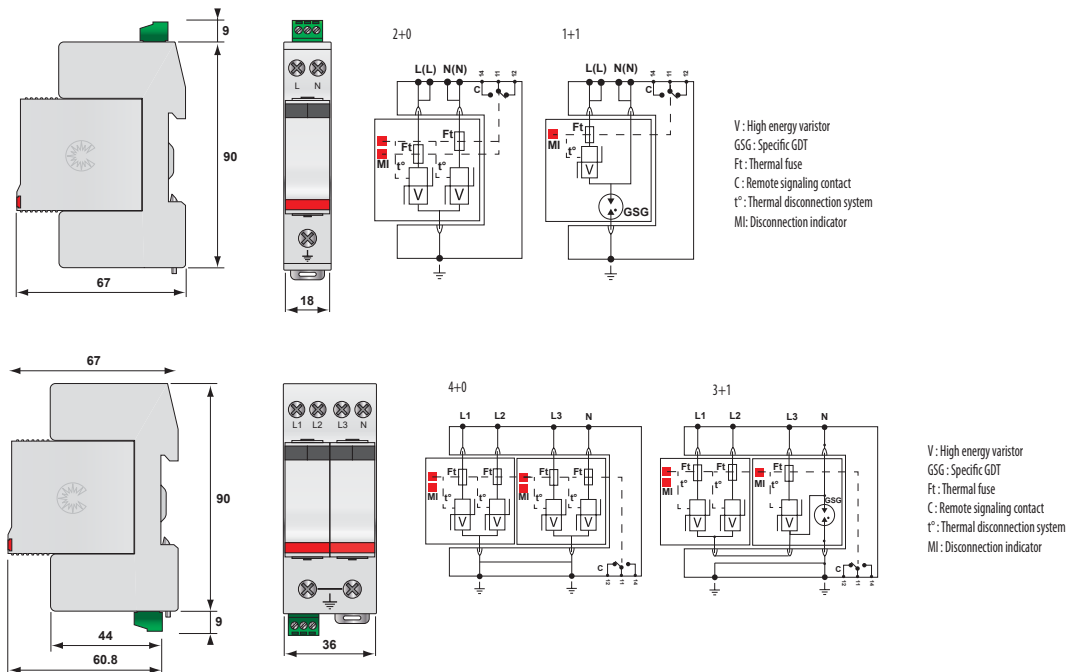 9
90
67
L N
18
2+0
L(L) N(N)
14 11 12
C
Ft
Ft
MI
t° t°
V V
1+1
L(L) N(N)
14 11 12
C
Ft
MI
t°
V
GSG
V : High energy varistor
GSG : Specific GDT
Ft : Thermal fuse
C : Remote signaling contact
t° : Thermal disconnection system
MI: Disconnection indicator
67
90
9
44
60.8
L1 L2 L3 N
36
4+0
L1 L2 L3 N
Ft Ft Ft Ft
MI MI
t° t° t° t°
V V V V
C
12 11 14
3+1
L1 L2 L3 N
Ft Ft Ft
MI MI
t° t° t°
GSG
V V V
C
12 11 14
V : High energy varistor
GSG : Specific GDT
Ft : Thermal fuse
C : Remote signaling contact
t° : Thermal disconnection system
MI : Disconnection indicator